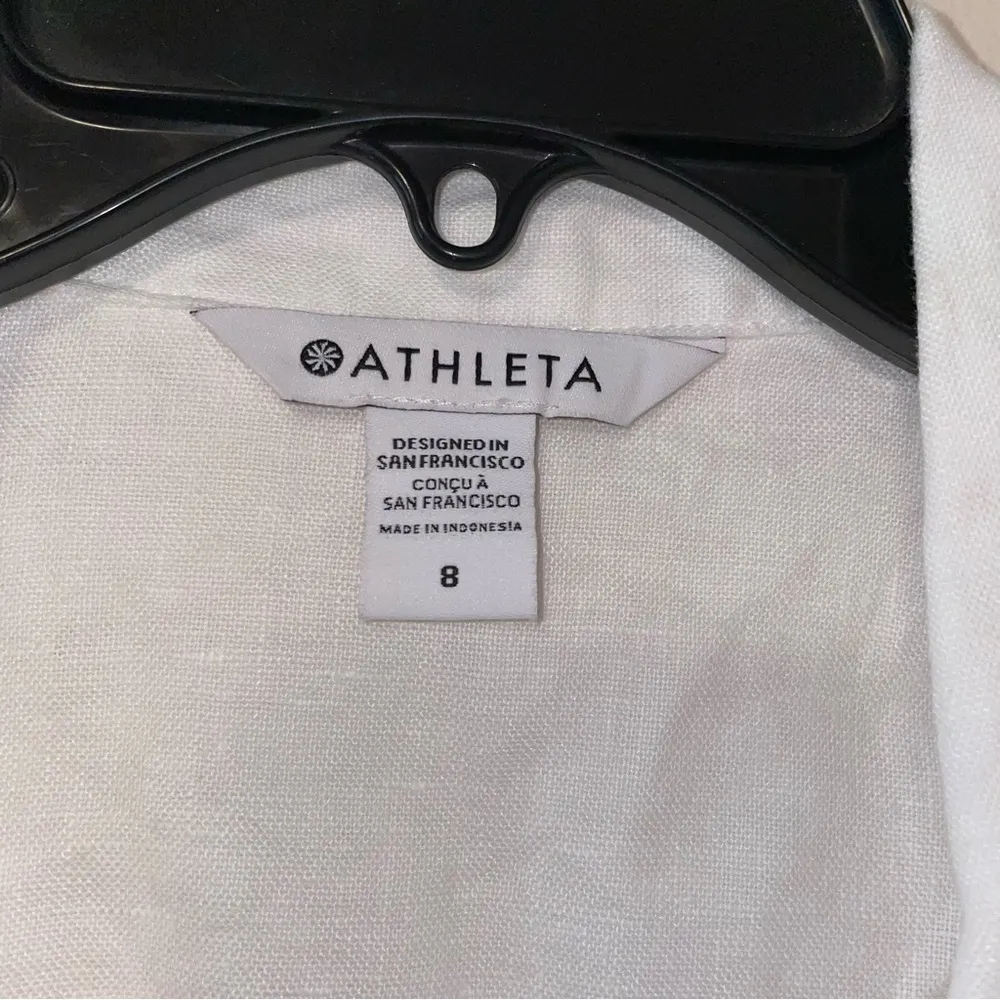 ATHLETA
DESIGNED IN
SAN FRANCISCO
CONÇU À
SAN FRANCISCO
MADE IN INDONESIA
8